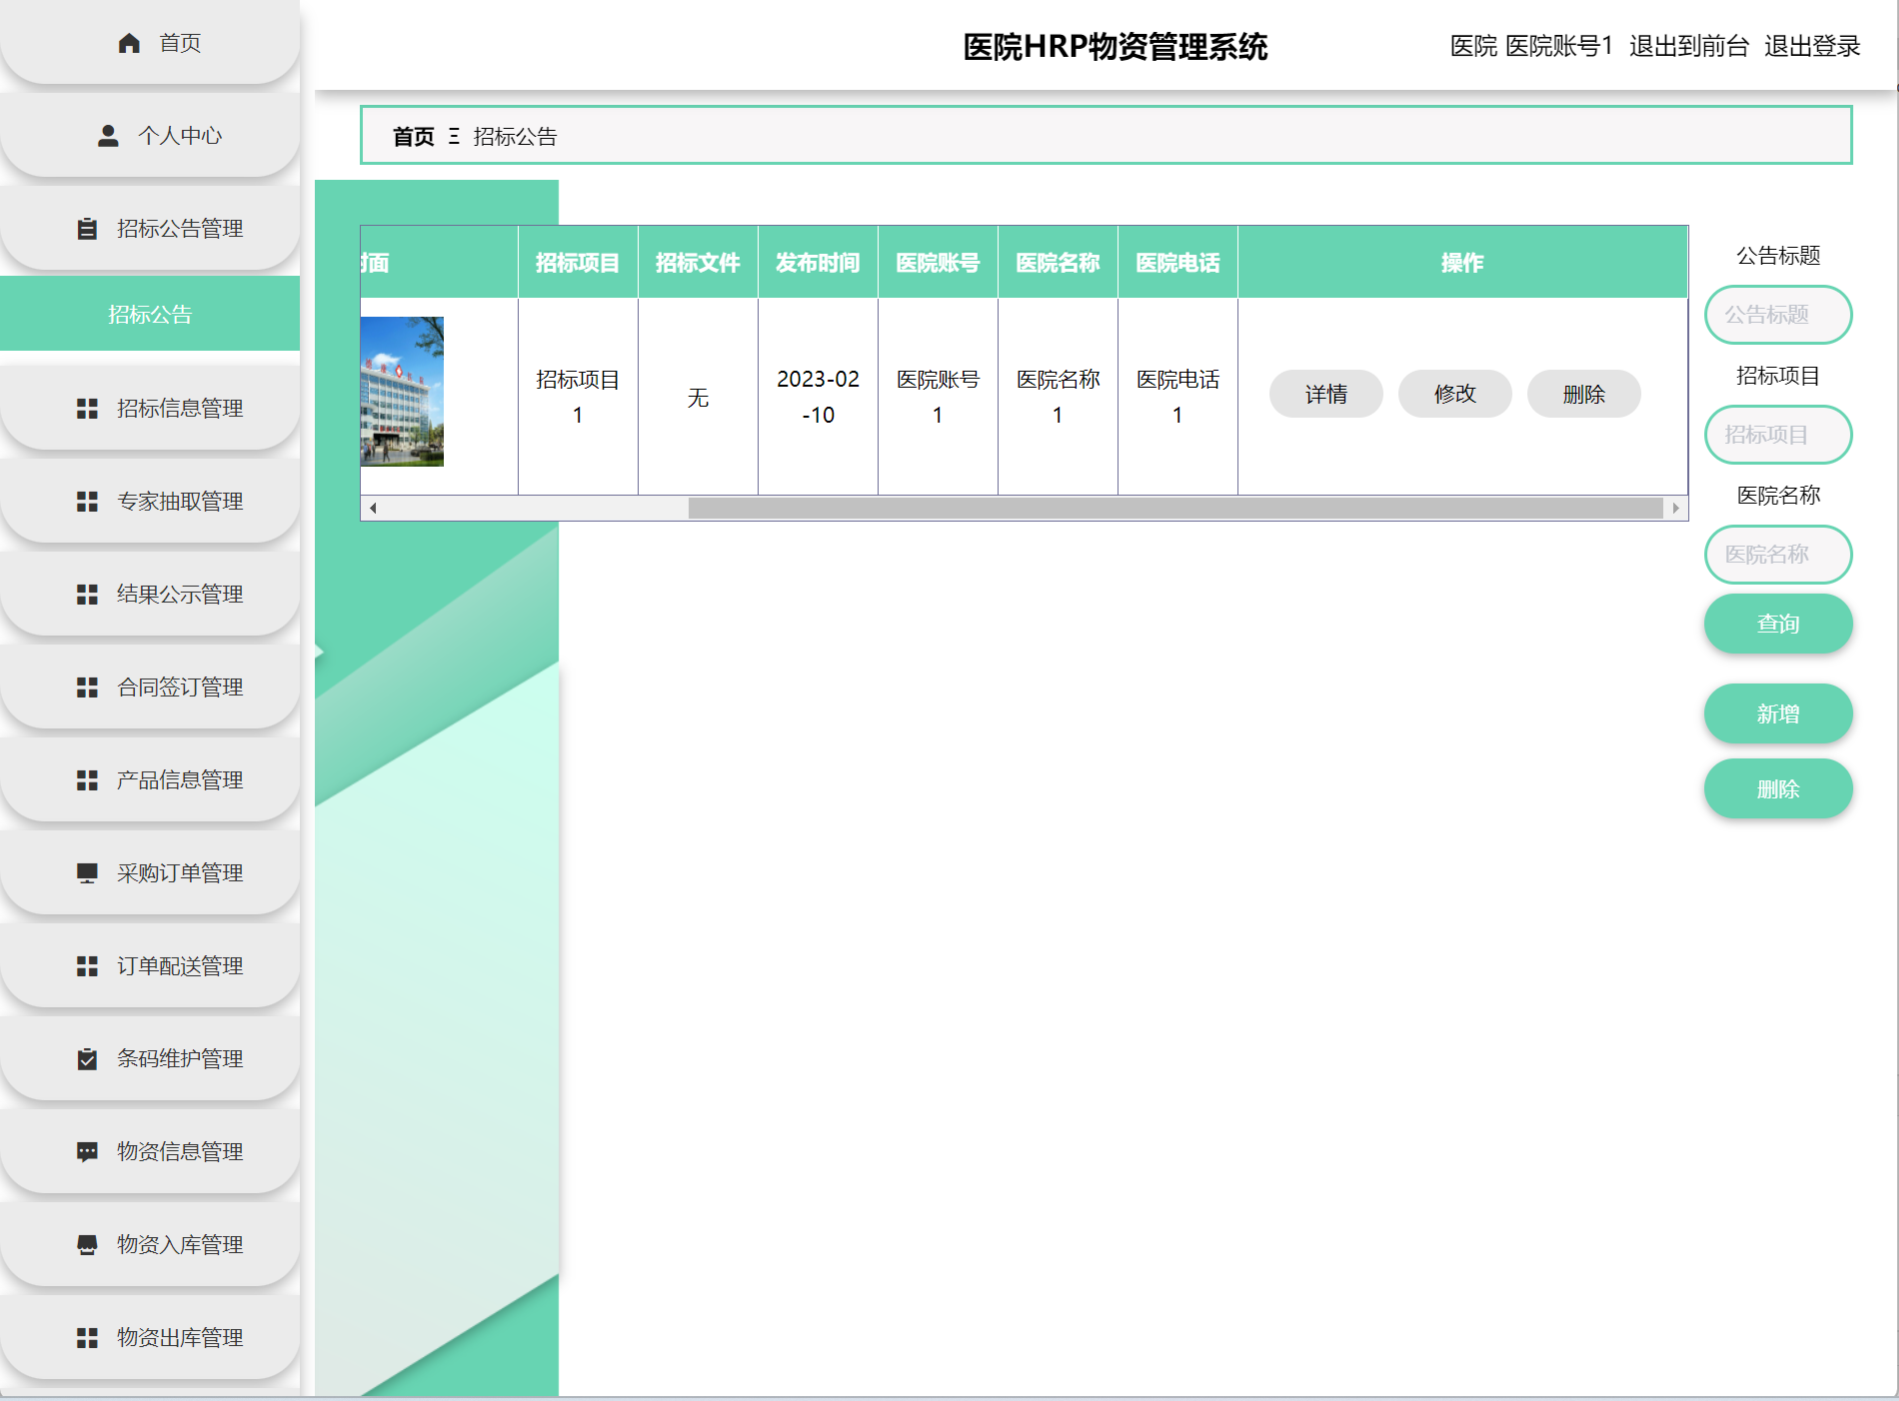 首页
个人中心
招标公告管理
招标公告
招标信息管理
专家抽取管理
结果公示管理
合同签订管理
产品信息管理
采购订单管理
订单配送管理
条码维护管理
物资信息管理
物资入库管理
物资出库管理
医院HRP物资管理系统
医院 医院账号1 退出到前台 退出登录
首页 Ξ 招标公告
面 招标项目 招标文件 发布时间 医院账号 医院名称 医院电话 操作
招标项目 2023-02 医院账号 医院名称 医院电话
无 详情 修改 删除
1 -10 1 1 1
公告标题
公告标题
招标项目
招标项目
医院名称
医院名称
查询
新增
删除